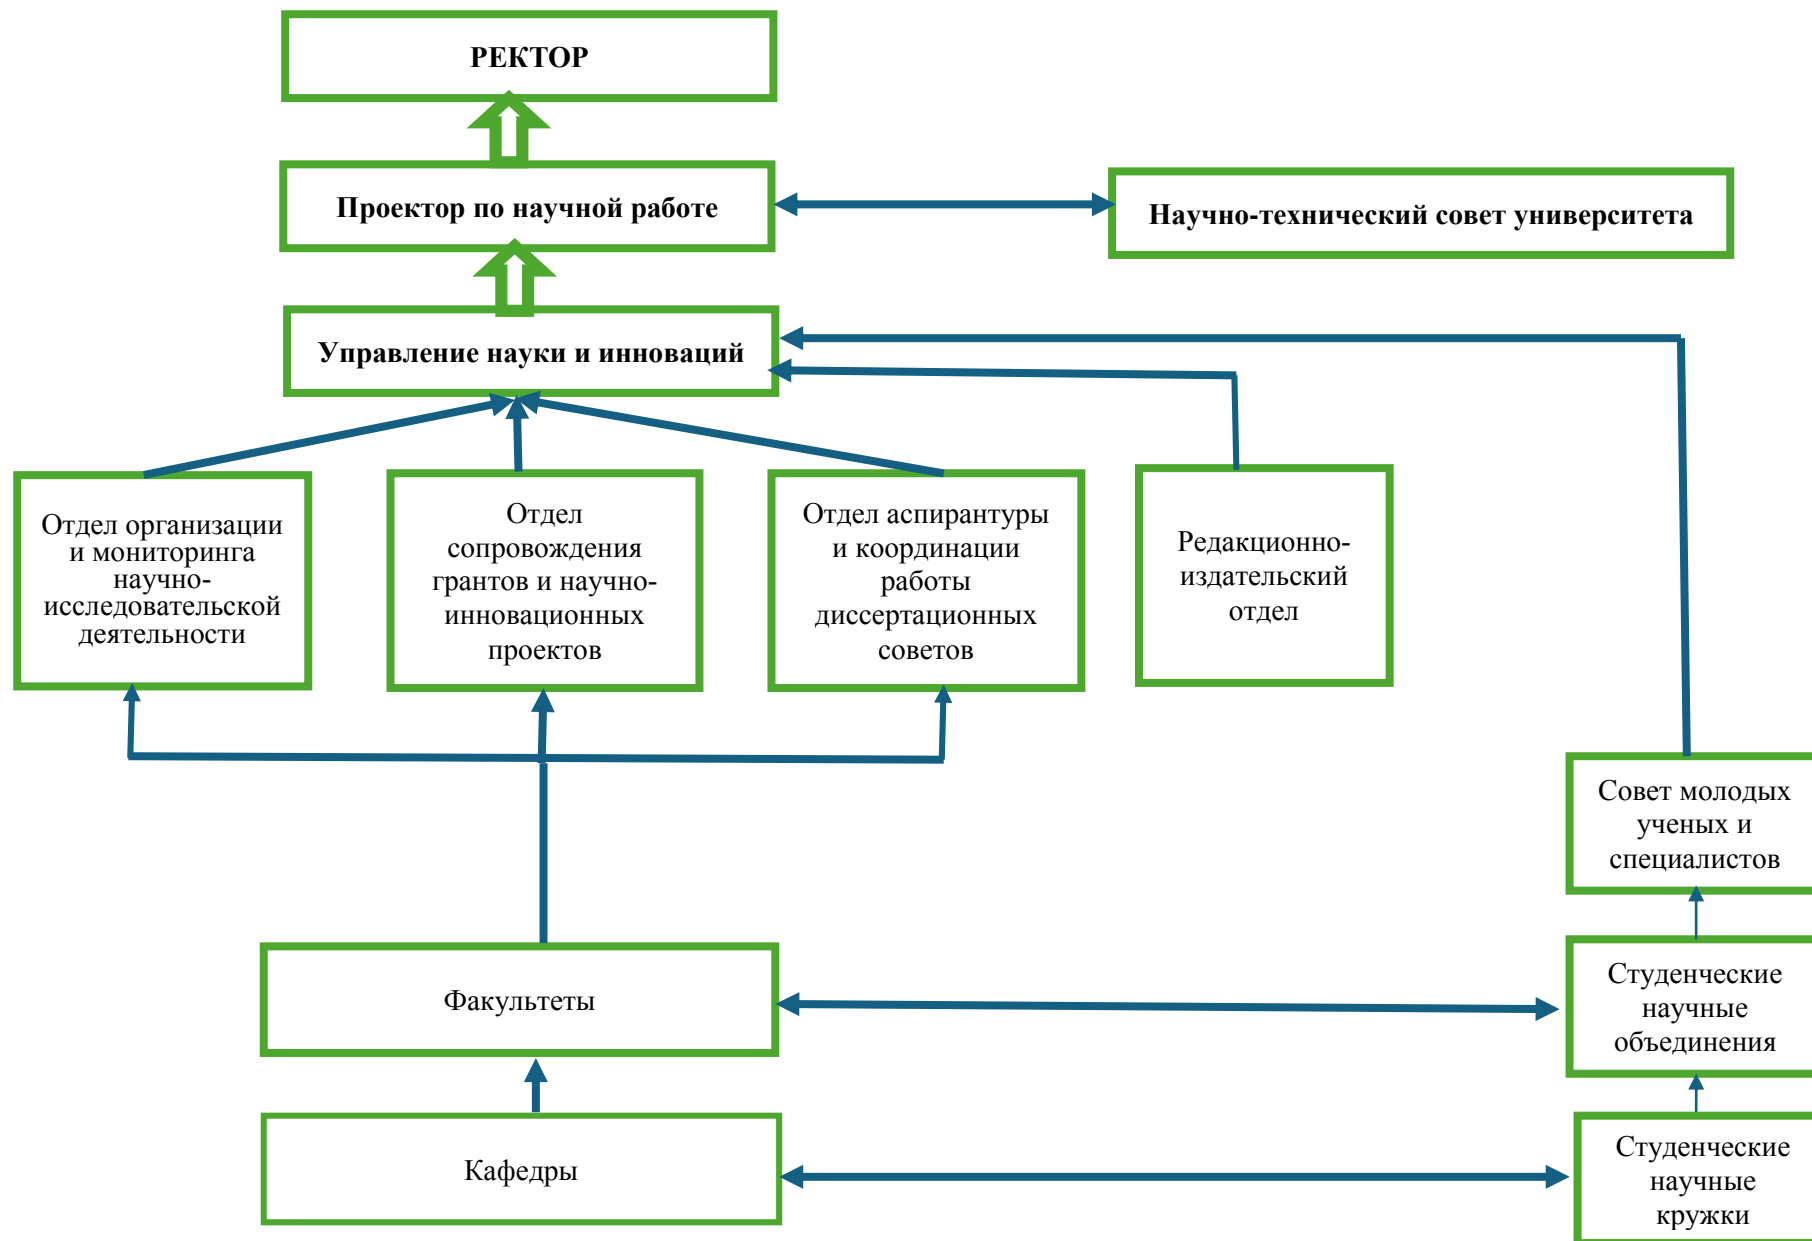 РЕКТОР
Проектор по научной работе
Научно-технический совет университета
Управление науки и инноваций
Отдел организации
и мониторинга
научно-
исследовательской
деятельности
Отдел
сопровождения
грантов и научно-
инновационных
проектов
Отдел аспирантуры
и координации
работы
диссертационных
советов
Редакционно-
издательский
отдел
Совет молодых
ученых и
специалистов
Факультеты
Студенческие
научные
объединения
Кафедры
Студенческие
научные
кружки